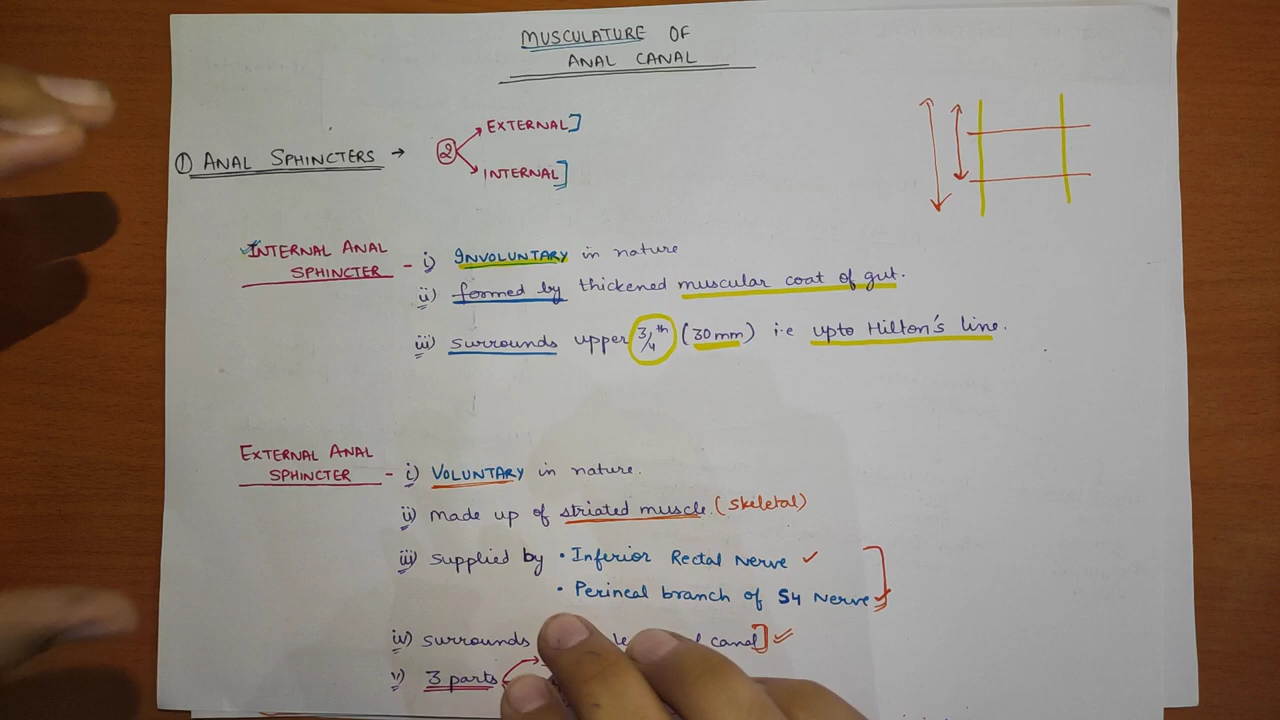 MUSCULATURE OF
ANAL CANAL
① ANAL SPHINCTERS → ② EXTERNAL]
INTERNAL]
INTERNAL ANAL
SPHINCTER - i) INVOLUNTARY in nature
ii) formed by thickened muscular coat of gut.
iii) surrounds upper 3/4th (30mm) i.e upto Hilton's line.
EXTERNAL ANAL
SPHINCTER - i) VOLUNTARY in nature.
ii) made up of striated muscle. (skeletal)
iii) supplied by • Inferior Rectal Nerve ✓
• Perineal branch of S4 Nerve ✓
iv) surrounds canal] ✓
v) 3 parts